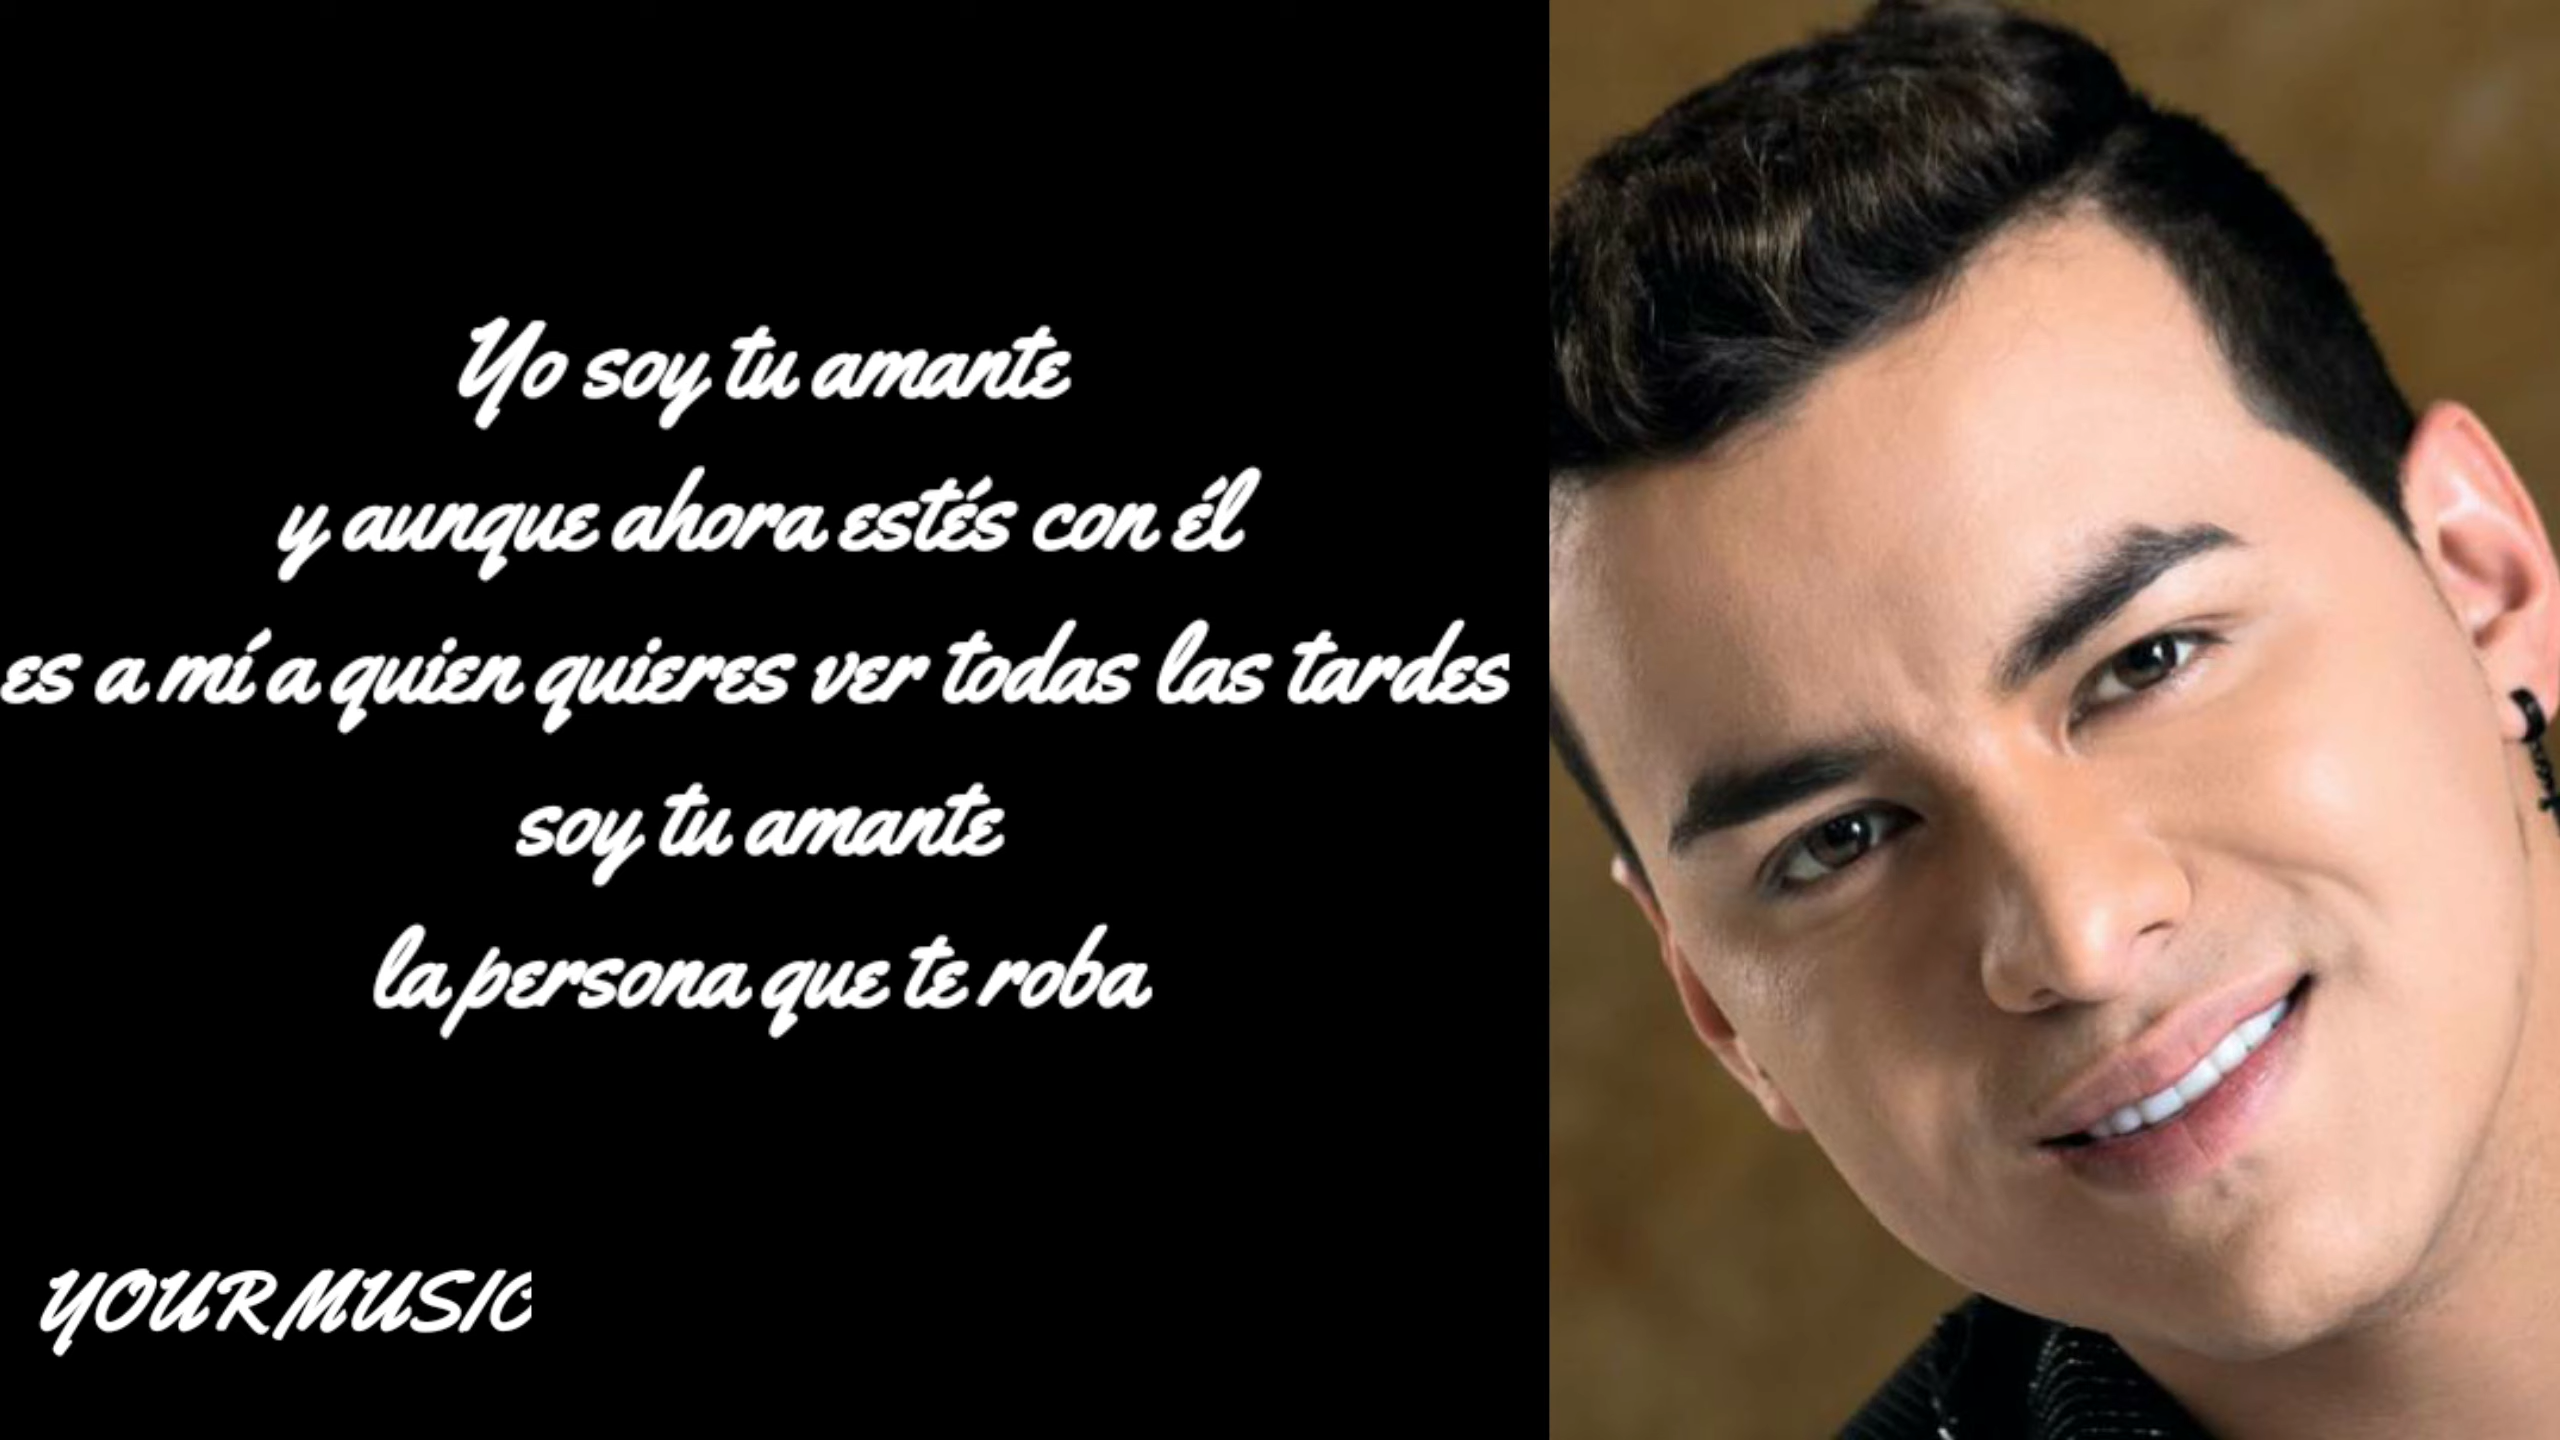 Yo soy tu amante
y aunque ahora estés con él
es a mí a quien quieres ver todas las tardes
soy tu amante
la persona que te roba
YOUR MUSIC